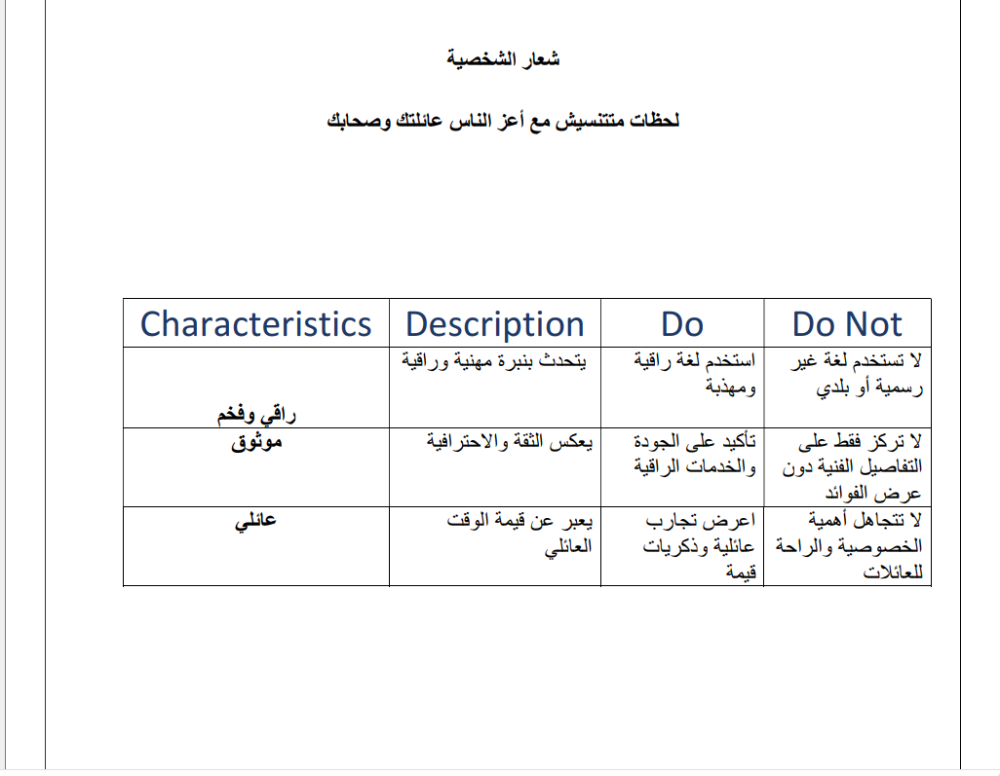 شعار الشخصية
لحظات متتنسيش مع أعز الناس عائلتك وصحابك
Characteristics Description Do Do Not
راقي وفخم
يتحدث بنبرة مهنية وراقية
استخدم لغة راقية
ومهذبة
لا تستخدم لغة غير
رسمية أو بلدي
موثوق
يعكس الثقة والاحترافية
تأكيد على الجودة
والخدمات الراقية
لا تركز فقط على
التفاصيل الفنية دون
عرض الفوائد
عائلي
يعبر عن قيمة الوقت
العائلي
اعرض تجارب
عائلية وذكريات
قيمة
لا تتجاهل أهمية
الخصوصية والراحة
للعائلات